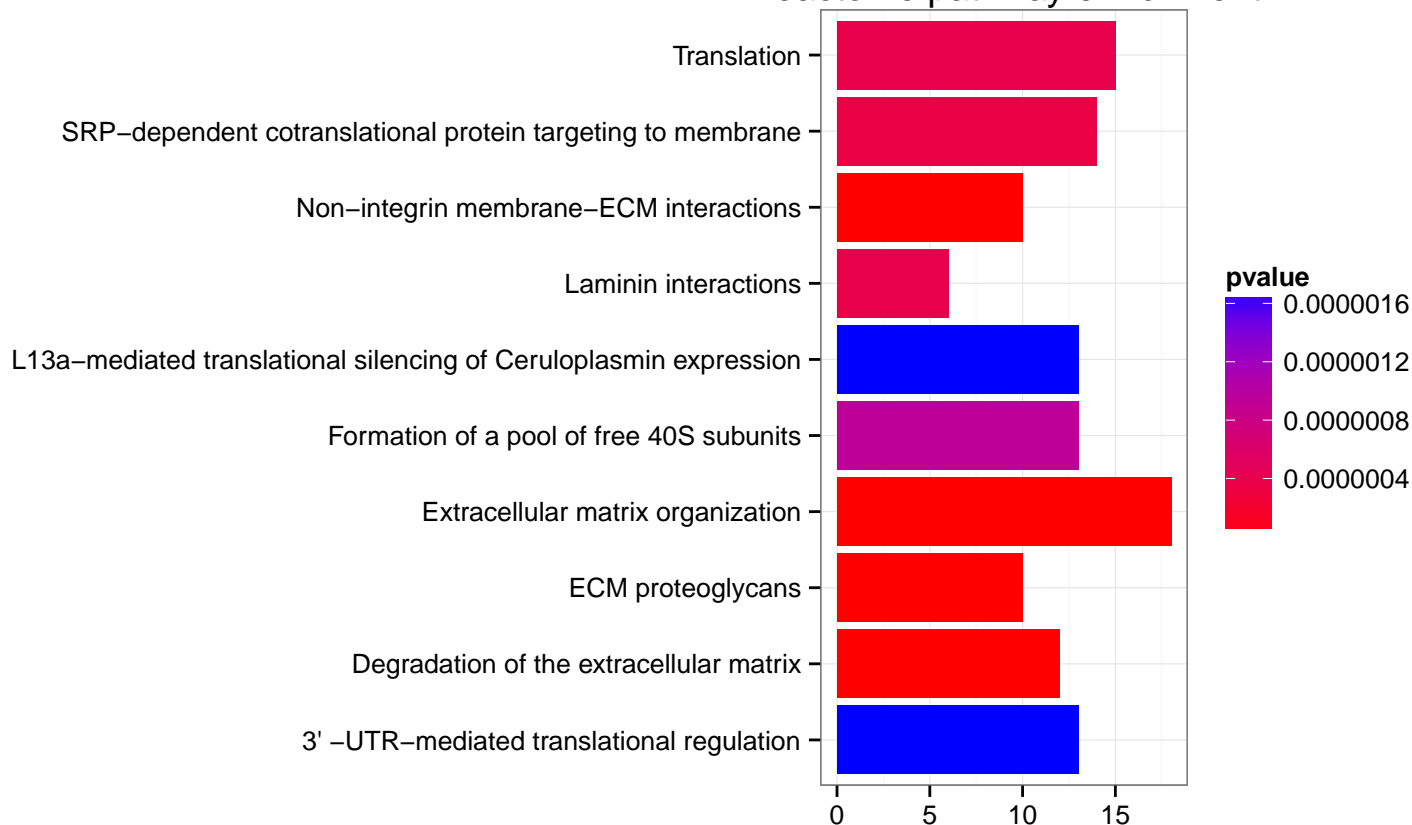 Translation
SRP−dependent cotranslational protein targeting to membrane
Non−integrin membrane−ECM interactions
Laminin interactions
L13a−mediated translational silencing of Ceruloplasmin expression
Formation of a pool of free 40S subunits
Extracellular matrix organization
ECM proteoglycans
Degradation of the extracellular matrix
3' −UTR−mediated translational regulation
0 5 10 15
pvalue
0.0000016
0.0000012
0.0000008
0.0000004